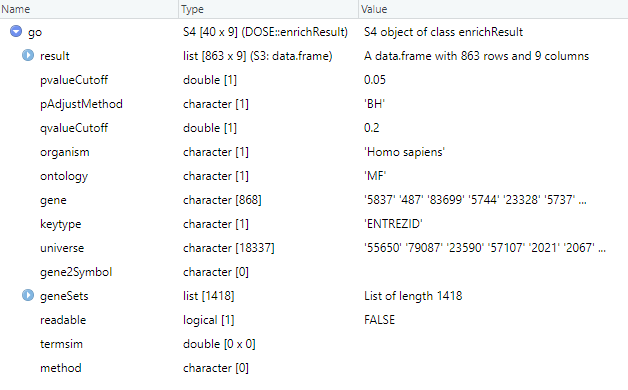 Name Type Value
go S4 [40 x 9] (DOSE::enrichResult) S4 object of class enrichResult
result list [863 x 9] (S3: data.frame) A data.frame with 863 rows and 9 columns
pvalueCutoff double [1] 0.05
pAdjustMethod character [1] 'BH'
qvalueCutoff double [1] 0.2
organism character [1] 'Homo sapiens'
ontology character [1] 'MF'
gene character [868] '5837' '487' '83699' '5744' '23328' '5737' ...
keytype character [1] 'ENTREZID'
universe character [18337] '55650' '79087' '23590' '57107' '2021' '2067' ...
gene2Symbol character [0]
geneSets list [1418] List of length 1418
readable logical [1] FALSE
termsim double [0 x 0]
method character [0]